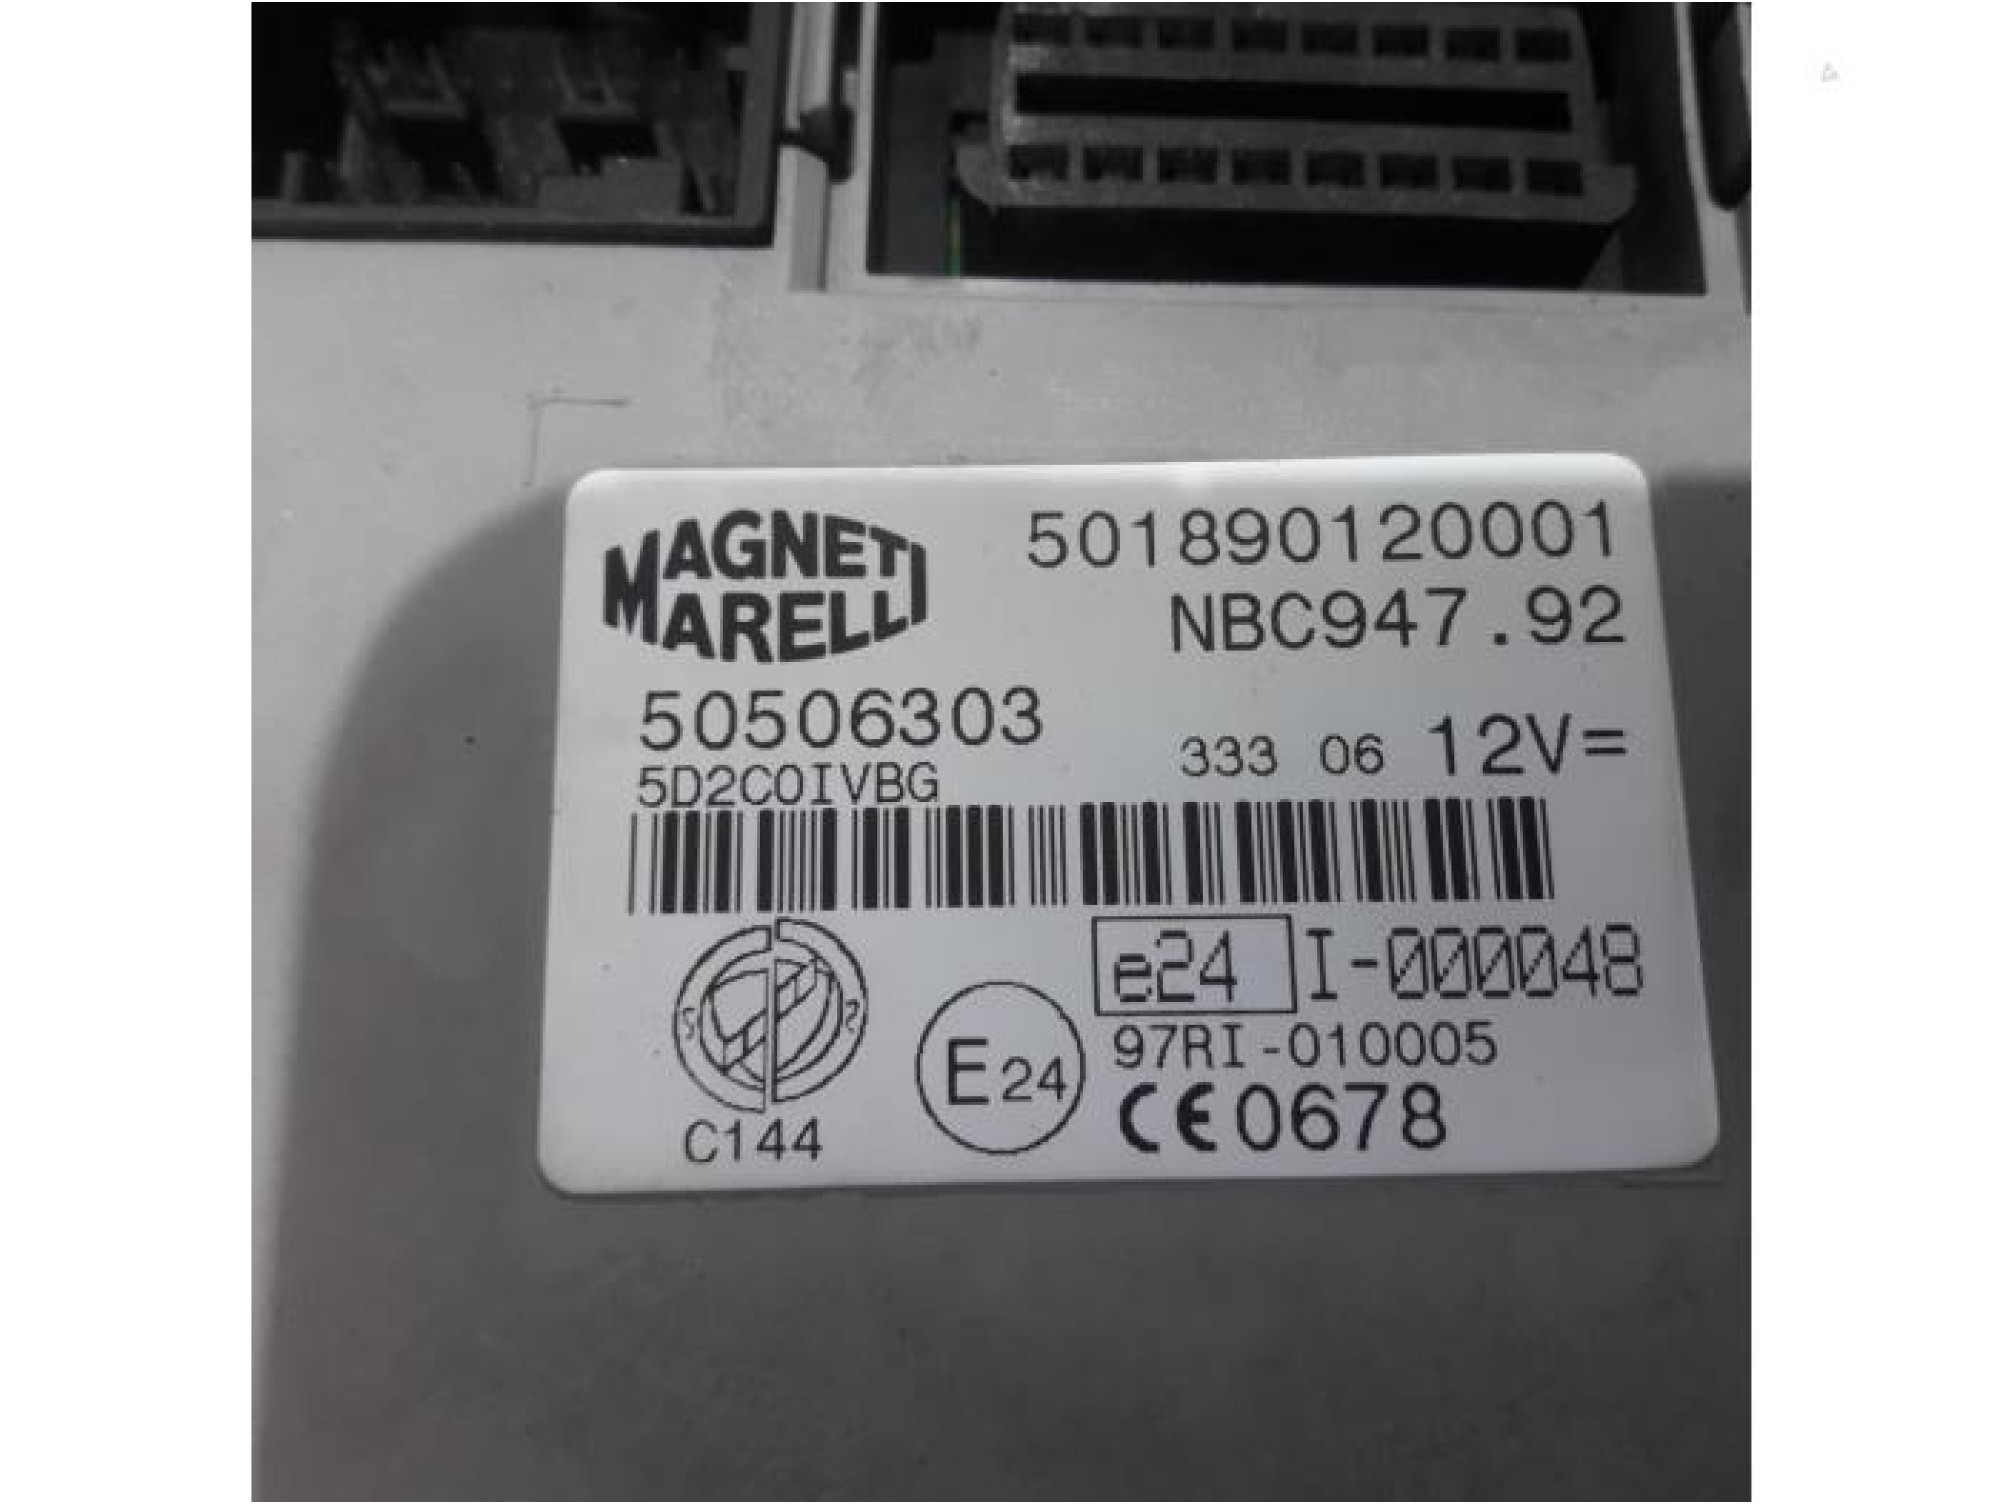 MAGNETI
MARELLI
501890120001
NBC947.92
50506303
333 06 12V=
5D2C0IVBG
e24 I-000048
E24
97RI-010005
CE0678
C144